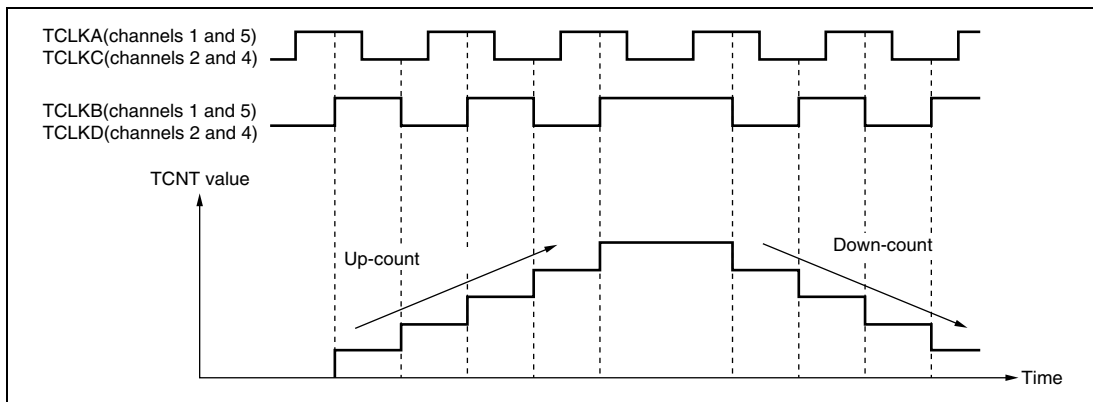 TCLKA(channels 1 and 5)
TCLKC(channels 2 and 4)
TCLKB(channels 1 and 5)
TCLKD(channels 2 and 4)
TCNT value
Up-count
Down-count
Time